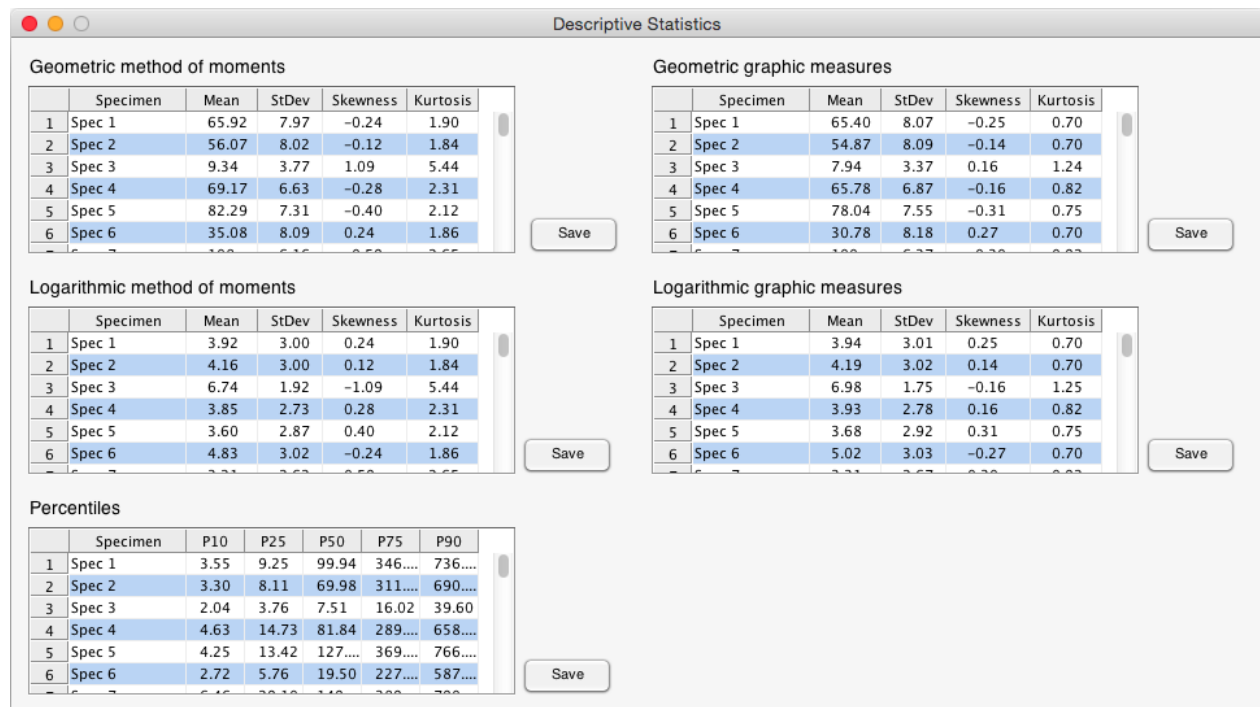 Descriptive Statistics
Geometric method of moments
Specimen Mean StDev Skewness Kurtosis
1 Spec 1 65.92 7.97 −0.24 1.90
2 Spec 2 56.07 8.02 −0.12 1.84
3 Spec 3 9.34 3.77 1.09 5.44
4 Spec 4 69.17 6.63 −0.28 2.31
5 Spec 5 82.29 7.31 −0.40 2.12
6 Spec 6 35.08 8.09 0.24 1.86
Save
Geometric graphic measures
Specimen Mean StDev Skewness Kurtosis
1 Spec 1 65.40 8.07 −0.25 0.70
2 Spec 2 54.87 8.09 −0.14 0.70
3 Spec 3 7.94 3.37 0.16 1.24
4 Spec 4 65.78 6.87 −0.16 0.82
5 Spec 5 78.04 7.55 −0.31 0.75
6 Spec 6 30.78 8.18 0.27 0.70
Save
Logarithmic method of moments
Specimen Mean StDev Skewness Kurtosis
1 Spec 1 3.92 3.00 0.24 1.90
2 Spec 2 4.16 3.00 0.12 1.84
3 Spec 3 6.74 1.92 −1.09 5.44
4 Spec 4 3.85 2.73 0.28 2.31
5 Spec 5 3.60 2.87 0.40 2.12
6 Spec 6 4.83 3.02 −0.24 1.86
Save
Logarithmic graphic measures
Specimen Mean StDev Skewness Kurtosis
1 Spec 1 3.94 3.01 0.25 0.70
2 Spec 2 4.19 3.02 0.14 0.70
3 Spec 3 6.98 1.75 −0.16 1.25
4 Spec 4 3.93 2.78 0.16 0.82
5 Spec 5 3.68 2.92 0.31 0.75
6 Spec 6 5.02 3.03 −0.27 0.70
Save
Percentiles
Specimen P10 P25 P50 P75 P90
1 Spec 1 3.55 9.25 99.94 346.... 736....
2 Spec 2 3.30 8.11 69.98 311.... 690....
3 Spec 3 2.04 3.76 7.51 16.02 39.60
4 Spec 4 4.63 14.73 81.84 289.... 658....
5 Spec 5 4.25 13.42 127.... 369.... 766....
6 Spec 6 2.72 5.76 19.50 227.... 587....
Save